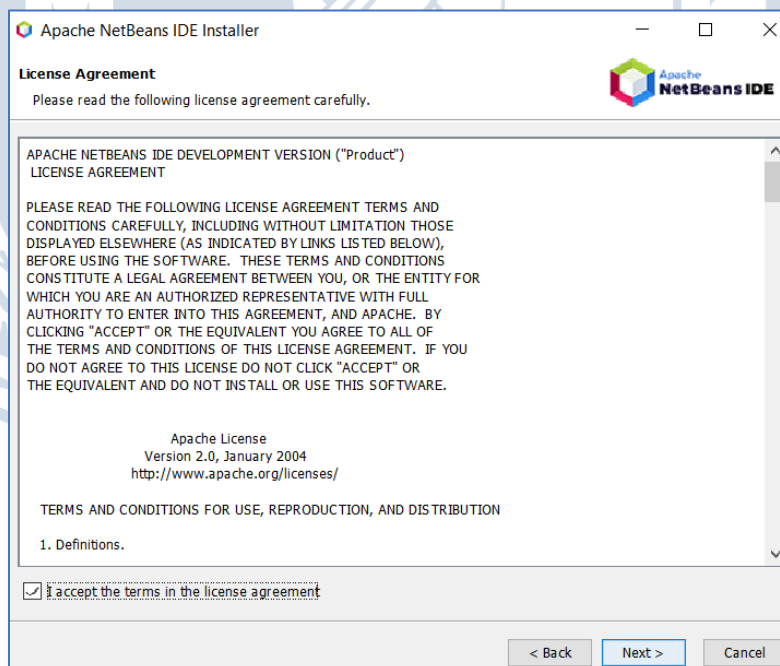 Apache NetBeans IDE Installer
License Agreement
Please read the following license agreement carefully.
Apache
NetBeans IDE
APACHE NETBEANS IDE DEVELOPMENT VERSION ("Product")
LICENSE AGREEMENT
PLEASE READ THE FOLLOWING LICENSE AGREEMENT TERMS AND
CONDITIONS CAREFULLY, INCLUDING WITHOUT LIMITATION THOSE
DISPLAYED ELSEWHERE (AS INDICATED BY LINKS LISTED BELOW),
BEFORE USING THE SOFTWARE.  THESE TERMS AND CONDITIONS
CONSTITUTE A LEGAL AGREEMENT BETWEEN YOU, OR THE ENTITY FOR
WHICH YOU ARE AN AUTHORIZED REPRESENTATIVE WITH FULL
AUTHORITY TO ENTER INTO THIS AGREEMENT, AND APACHE.  BY
CLICKING "ACCEPT" OR THE EQUIVALENT YOU AGREE TO ALL OF
THE TERMS AND CONDITIONS OF THIS LICENSE AGREEMENT.  IF YOU
DO NOT AGREE TO THIS LICENSE DO NOT CLICK "ACCEPT" OR
THE EQUIVALENT AND DO NOT INSTALL OR USE THIS SOFTWARE.
Apache License
Version 2.0, January 2004
http://www.apache.org/licenses/
TERMS AND CONDITIONS FOR USE, REPRODUCTION, AND DISTRIBUTION
1. Definitions.
I accept the terms in the license agreement
< Back
Next >
Cancel